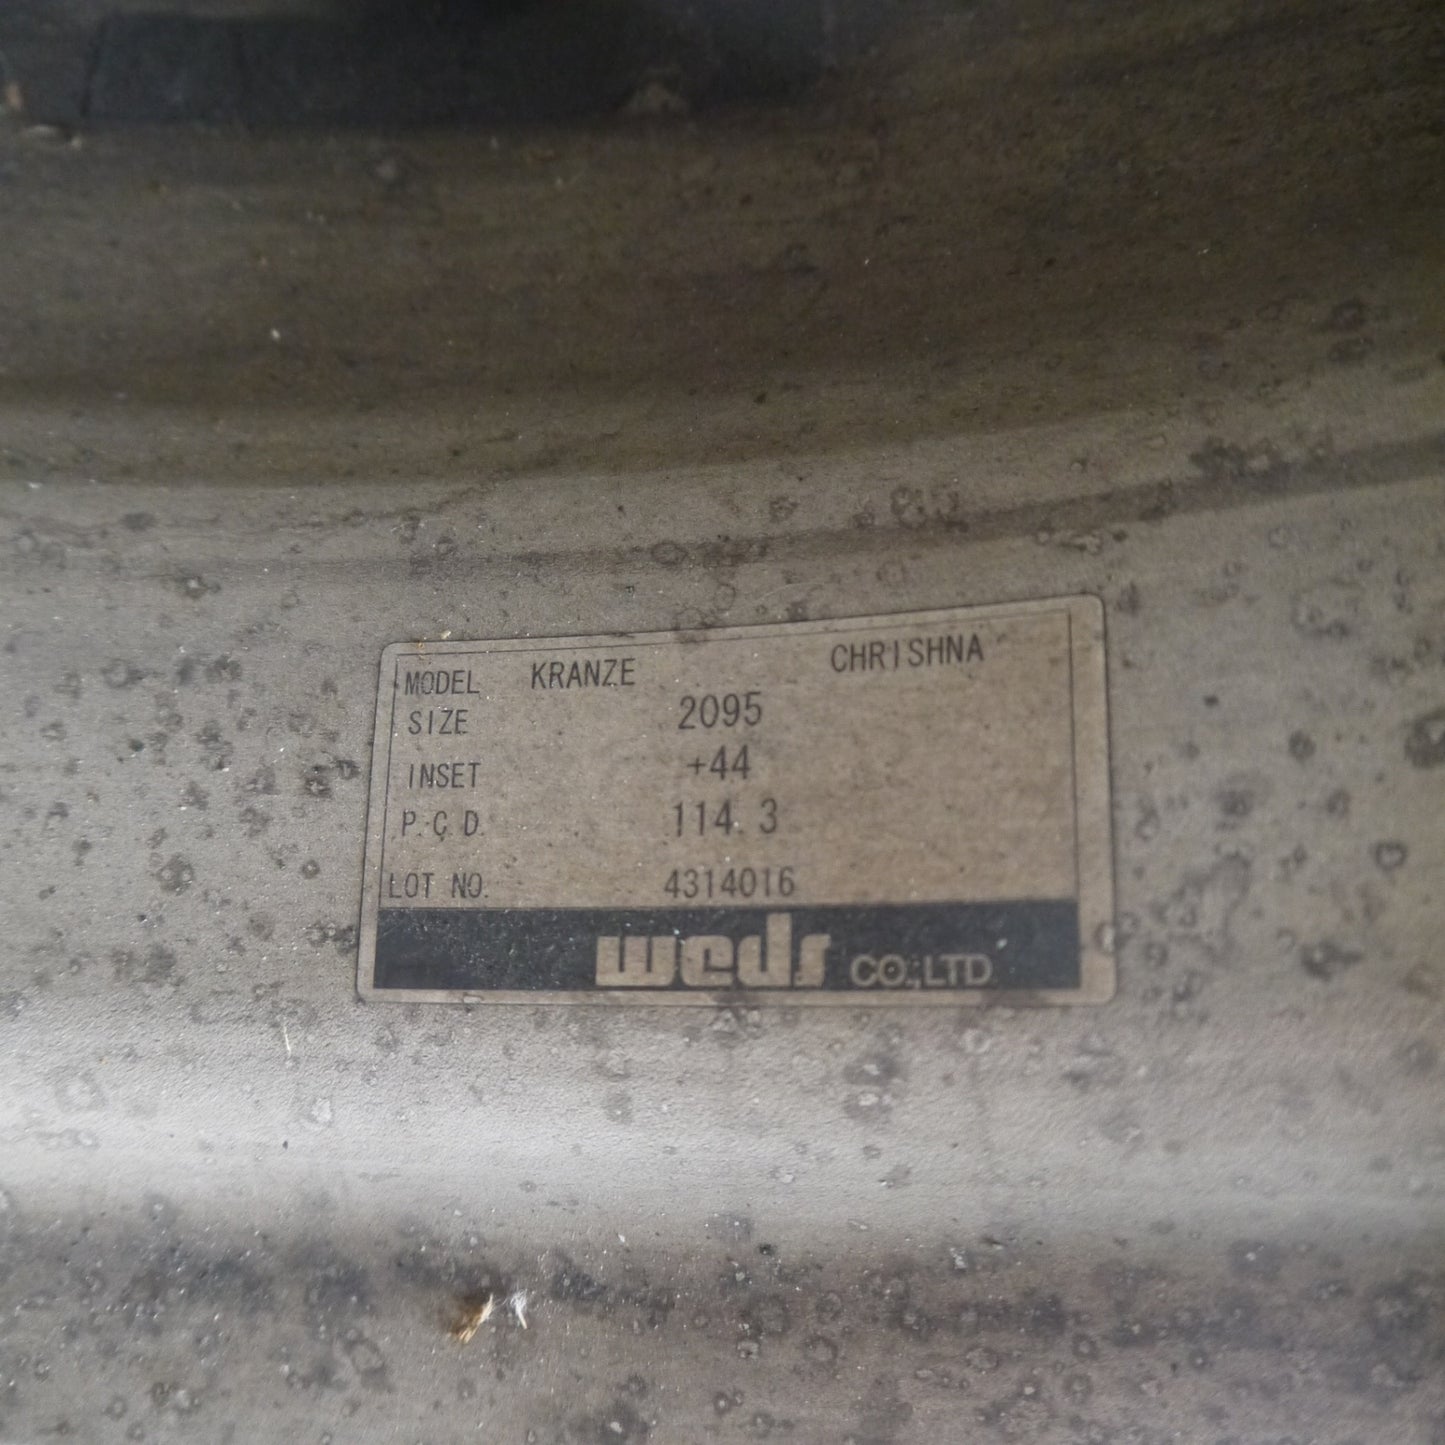 MODEL KRANZE CHRISHNA
SIZE 2095
INSET +44
P.C.D. 114.3
LOT NO. 4314016
weds CO.,LTD.